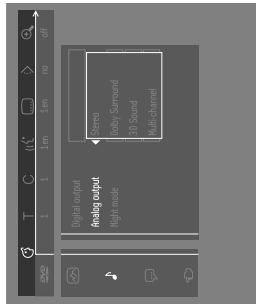 T C
1 1 1 en 1 en no off
DVD
Digital output
Analog output
Night mode
Stereo
Dolby Surround
3D Sound
Multi-channel